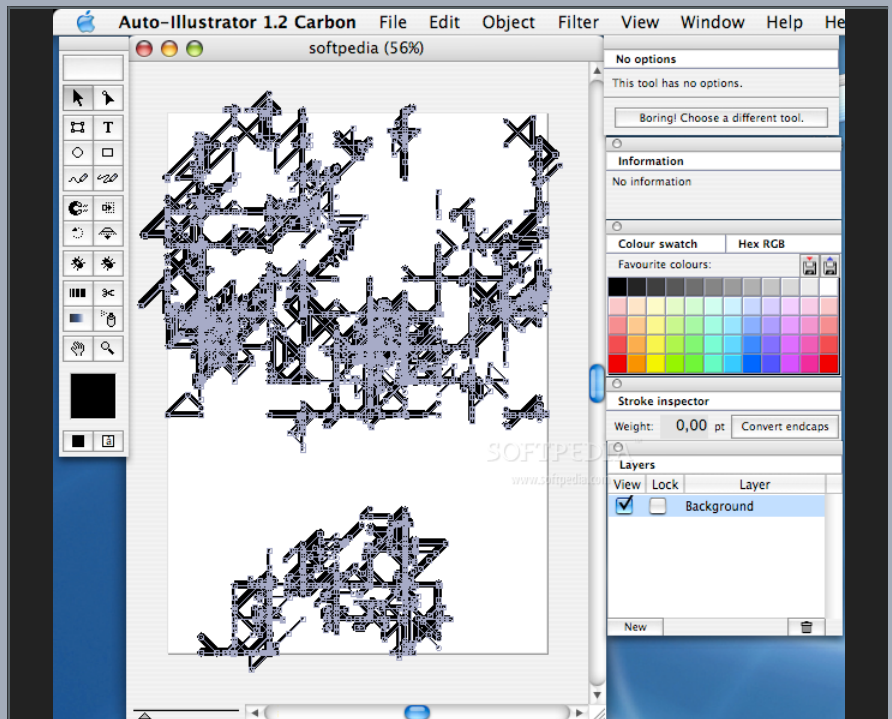 Auto-Illustrator 1.2 Carbon File Edit Object Filter View Window Help He
softpedia (56%)
No options
This tool has no options.
Boring! Choose a different tool.
Information
No information
Colour swatch Hex RGB
Favourite colours:
Stroke inspector
Weight: 0,00 pt Convert endcaps
SOFTPEDIA
www.softpedia.com
Layers
View Lock Layer
Background
New
T
a